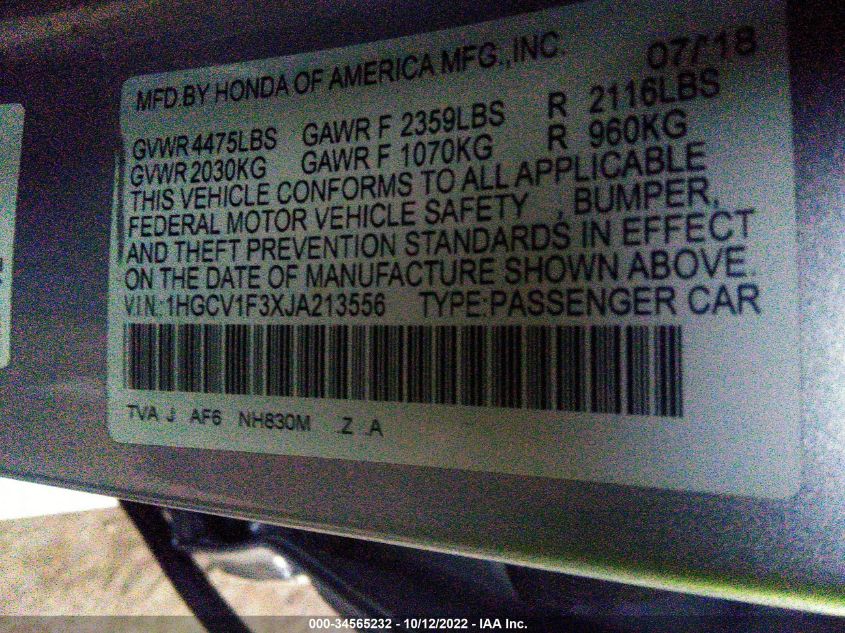 MFD.BY HONDA OF AMERICA MFG.,INC. 07/18
GVWR 4475LBS GAWR F 2359LBS R 2116LBS
GVWR 2030KG GAWR F 1070KG R 960KG
THIS VEHICLE CONFORMS TO ALL APPLICABLE
FEDERAL MOTOR VEHICLE SAFETY , BUMPER,
AND THEFT PREVENTION STANDARDS IN EFFECT
ON THE DATE OF MANUFACTURE SHOWN ABOVE.
VIN:1HGCV1F3XJA213556 TYPE:PASSENGER CAR
TVA J AF6 NH830M .Z .A
000-34565232 - 10/12/2022 - IAA Inc.